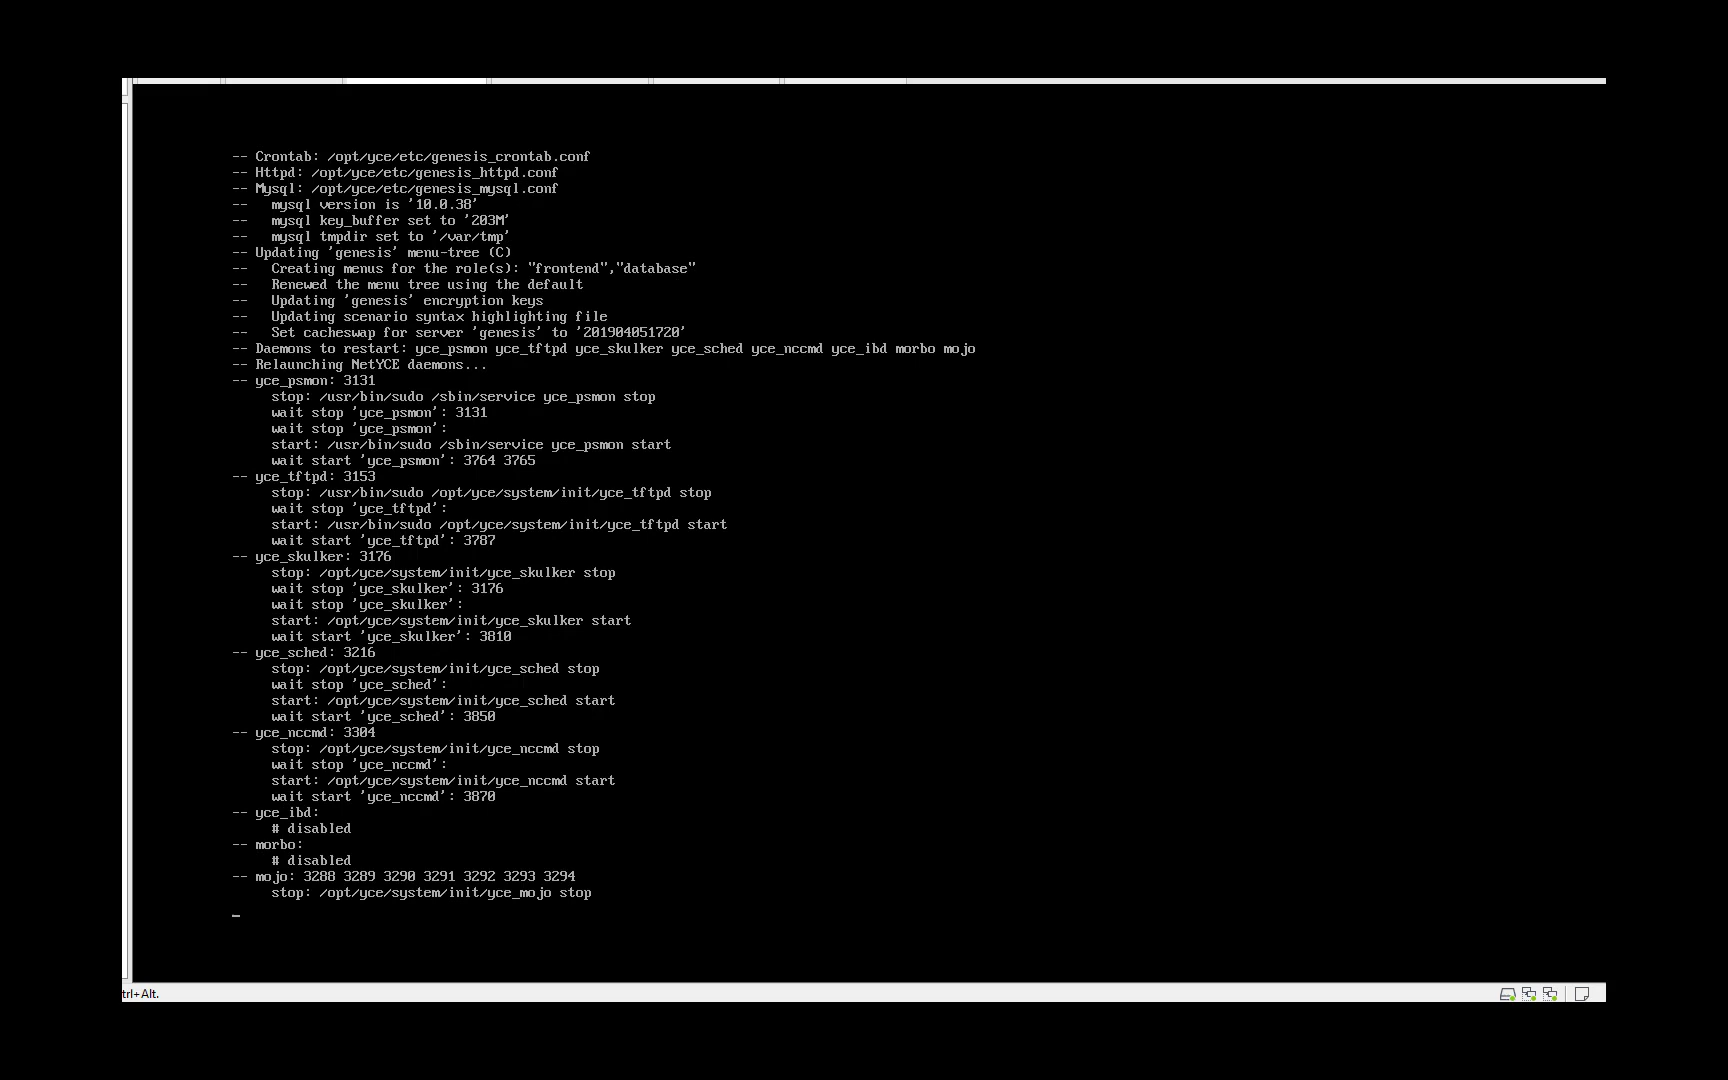 -- Crontab: /opt/yce/etc/genesis_crontab.conf
-- Httpd: /opt/yce/etc/genesis_httpd.conf
-- Mysql: /opt/yce/etc/genesis_mysql.conf
--   mysql version is '10.0.38'
--   mysql key_buffer set to '203M'
--   mysql tmpdir set to '/var/tmp'
-- Updating 'genesis' menu-tree (C)
--   Creating menus for the role(s): "frontend","database"
--   Renewed the menu tree using the default
--   Updating 'genesis' encryption keys
--   Updating scenario syntax highlighting file
--   Set cacheswap for server 'genesis' to '201904051720'
-- Daemons to restart: yce_psmon yce_tftpd yce_skulker yce_sched yce_nccmd yce_ibd morbo mojo
-- Relaunching NetYCE daemons...
-- yce_psmon: 3131
     stop: /usr/bin/sudo /sbin/service yce_psmon stop
     wait stop 'yce_psmon': 3131
     wait stop 'yce_psmon':
     start: /usr/bin/sudo /sbin/service yce_psmon start
     wait start 'yce_psmon': 3764 3765
-- yce_tftpd: 3153
     stop: /usr/bin/sudo /opt/yce/system/init/yce_tftpd stop
     wait stop 'yce_tftpd':
     start: /usr/bin/sudo /opt/yce/system/init/yce_tftpd start
     wait start 'yce_tftpd': 3787
-- yce_skulker: 3176
     stop: /opt/yce/system/init/yce_skulker stop
     wait stop 'yce_skulker': 3176
     wait stop 'yce_skulker':
     start: /opt/yce/system/init/yce_skulker start
     wait start 'yce_skulker': 3810
-- yce_sched: 3216
     stop: /opt/yce/system/init/yce_sched stop
     wait stop 'yce_sched':
     start: /opt/yce/system/init/yce_sched start
     wait start 'yce_sched': 3850
-- yce_nccmd: 3304
     stop: /opt/yce/system/init/yce_nccmd stop
     wait stop 'yce_nccmd':
     start: /opt/yce/system/init/yce_nccmd start
     wait start 'yce_nccmd': 3870
-- yce_ibd:
     # disabled
-- morbo:
     # disabled
-- mojo: 3288 3289 3290 3291 3292 3293 3294
     stop: /opt/yce/system/init/yce_mojo stop
_
trl+Alt.